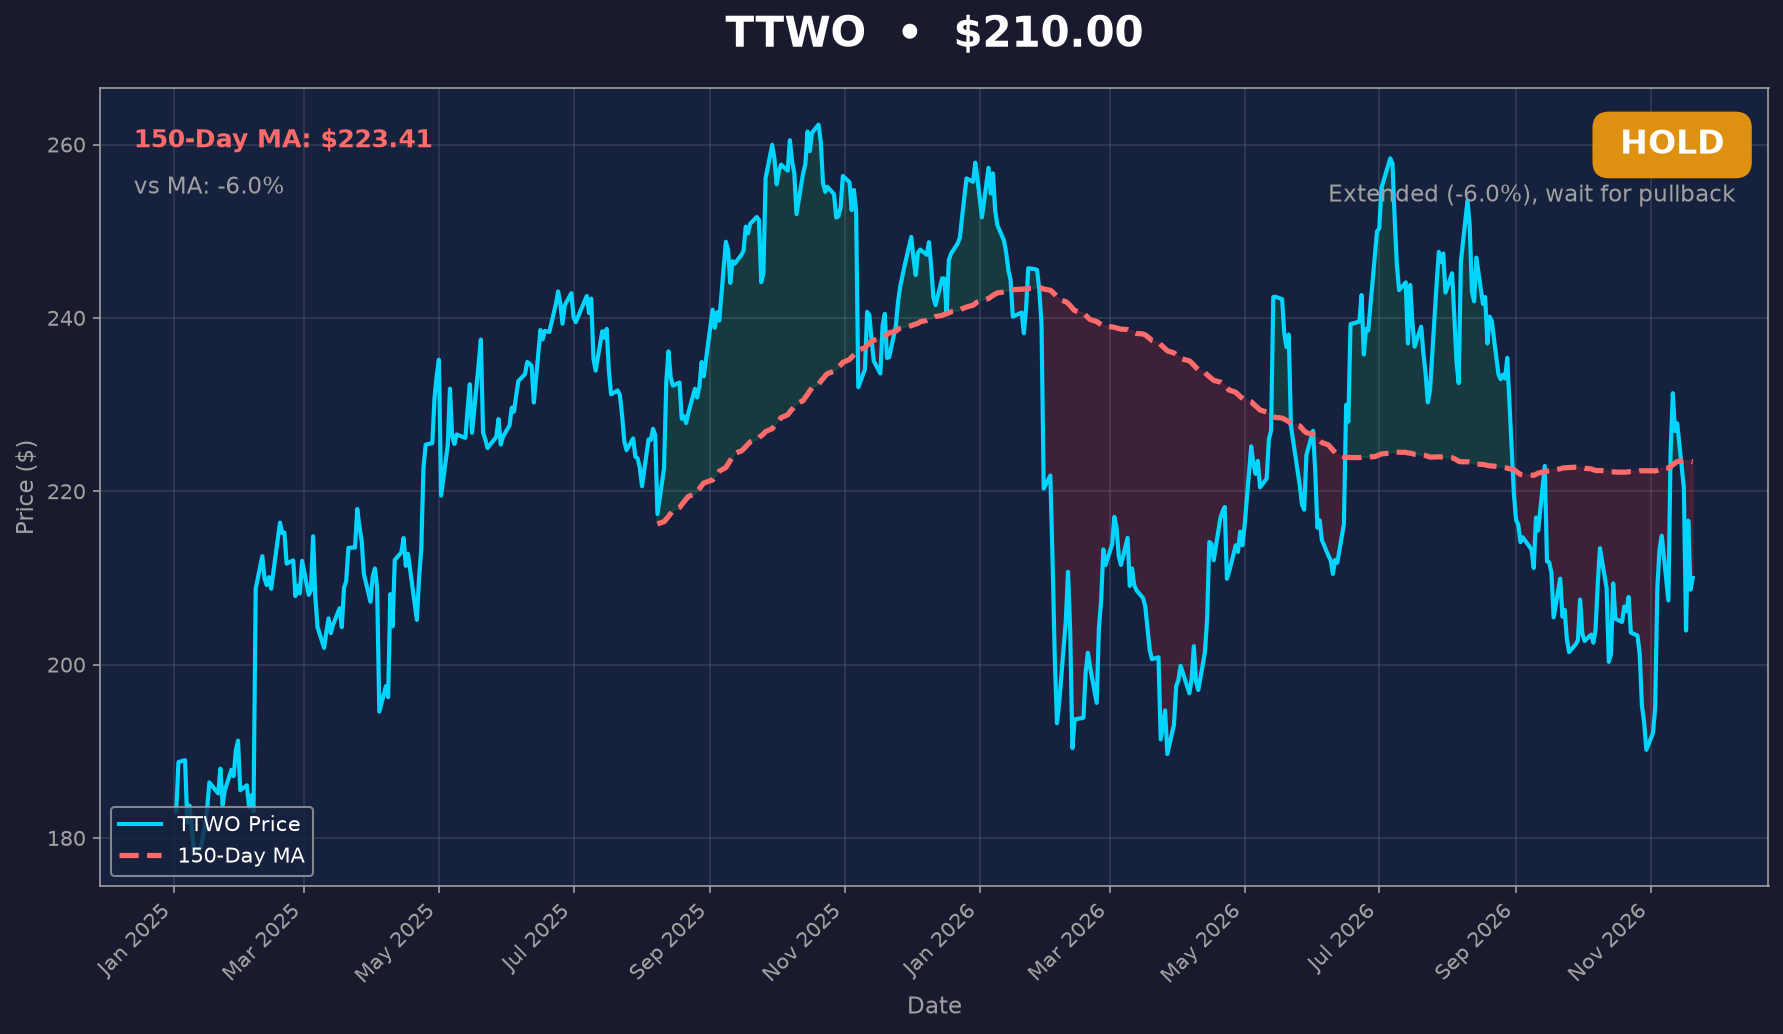 TTWO • $210.00
150-Day MA: $223.41
vs MA: -6.0%
HOLD
Extended (-6.0%), wait for pullback
Price ($)
260
240
220
200
180
TTWO Price
150-Day MA
Jan 2025
Mar 2025
May 2025
Jul 2025
Sep 2025
Nov 2025
Jan 2026
Mar 2026
May 2026
Jul 2026
Sep 2026
Nov 2026
Date